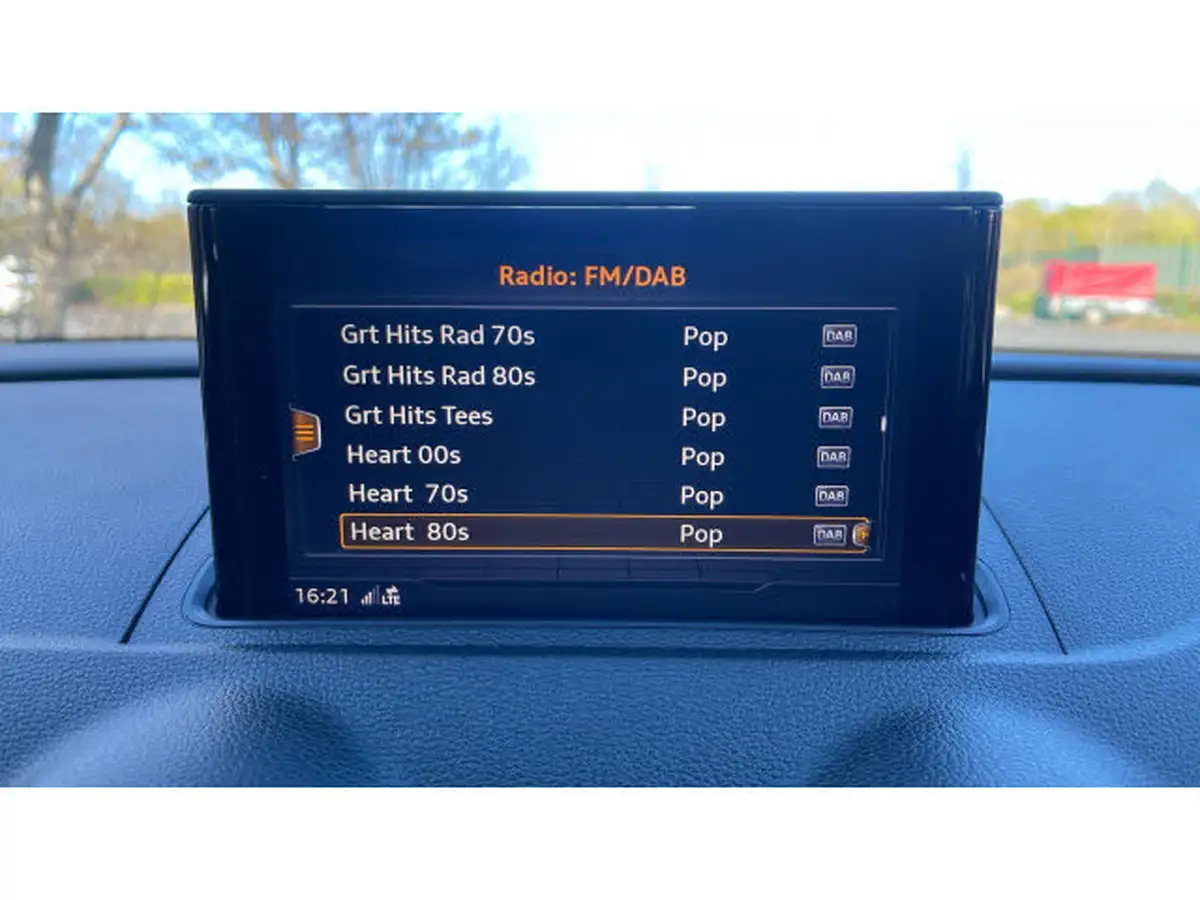 Radio: FM/DAB
Grt Hits Rad 70s Pop DAB
Grt Hits Rad 80s Pop DAB
Grt Hits Tees Pop DAB
Heart 00s Pop DAB
Heart 70s Pop DAB
Heart 80s Pop DAB
16:21 LTE